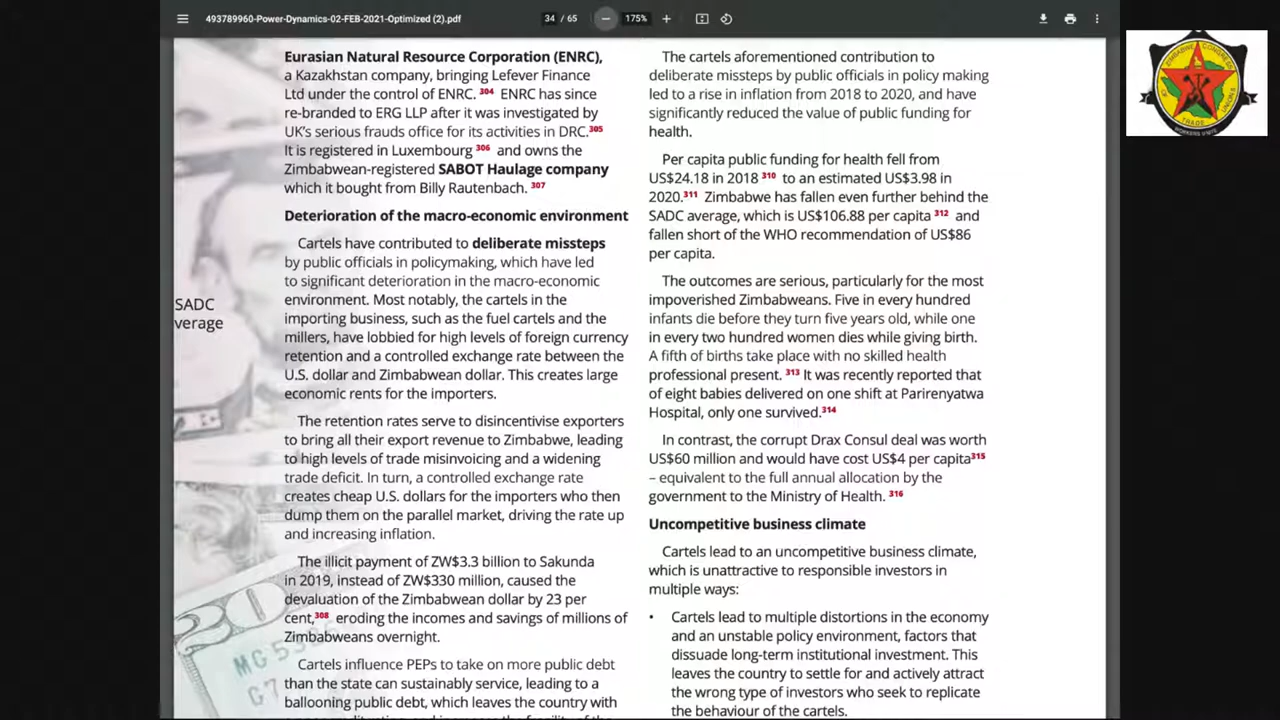 493789960-Power-Dynamics-02-FEB-2021-Optimized (2).pdf
34 / 65
175%
SADC
verage
Eurasian Natural Resource Corporation (ENRC),
a Kazakhstan company, bringing Lefever Finance
Ltd under the control of ENRC. 304 ENRC has since
re-branded to ERG LLP after it was investigated by
UK's serious frauds office for its activities in DRC.305
It is registered in Luxembourg 306 and owns the
Zimbabwean-registered SABOT Haulage company
which it bought from Billy Rautenbach. 307
Deterioration of the macro-economic environment
Cartels have contributed to deliberate missteps
by public officials in policymaking, which have led
to significant deterioration in the macro-economic
environment. Most notably, the cartels in the
importing business, such as the fuel cartels and the
millers, have lobbied for high levels of foreign currency
retention and a controlled exchange rate between the
U.S. dollar and Zimbabwean dollar. This creates large
economic rents for the importers.
The retention rates serve to disincentivise exporters
to bring all their export revenue to Zimbabwe, leading
to high levels of trade misinvoicing and a widening
trade deficit. In turn, a controlled exchange rate
creates cheap U.S. dollars for the importers who then
dump them on the parallel market, driving the rate up
and increasing inflation.
The illicit payment of ZW$3.3 billion to Sakunda
in 2019, instead of ZW$330 million, caused the
devaluation of the Zimbabwean dollar by 23 per
cent,308 eroding the incomes and savings of millions of
Zimbabweans overnight.
Cartels influence PEPs to take on more public debt
than the state can sustainably service, leading to a
ballooning public debt, which leaves the country with
The cartels aforementioned contribution to
deliberate missteps by public officials in policy making
led to a rise in inflation from 2018 to 2020, and have
significantly reduced the value of public funding for
health.
Per capita public funding for health fell from
US$24.18 in 2018 310 to an estimated US$3.98 in
2020.311 Zimbabwe has fallen even further behind the
SADC average, which is US$106.88 per capita 312 and
fallen short of the WHO recommendation of US$86
per capita.
The outcomes are serious, particularly for the most
impoverished Zimbabweans. Five in every hundred
infants die before they turn five years old, while one
in every two hundred women dies while giving birth.
A fifth of births take place with no skilled health
professional present. 313 It was recently reported that
of eight babies delivered on one shift at Parirenyatwa
Hospital, only one survived.314
In contrast, the corrupt Drax Consul deal was worth
US$60 million and would have cost US$4 per capita315
– equivalent to the full annual allocation by the
government to the Ministry of Health. 316
Uncompetitive business climate
Cartels lead to an uncompetitive business climate,
which is unattractive to responsible investors in
multiple ways:
• Cartels lead to multiple distortions in the economy
and an unstable policy environment, factors that
dissuade long-term institutional investment. This
leaves the country to settle for and actively attract
the wrong type of investors who seek to replicate
the behaviour of the cartels.
ZIMBABWE CONGRESS
OF TRADE UNIONS